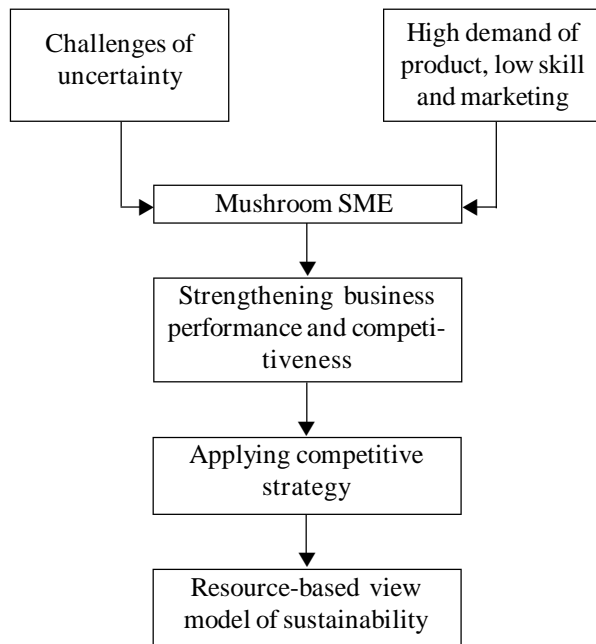 Challenges of
uncertainty
High demand of
product, low skill
and marketing
Mushroom SME
Strengthening business
performance and competi-
tiveness
Applying competitive
strategy
Resource-based view
model of sustainability